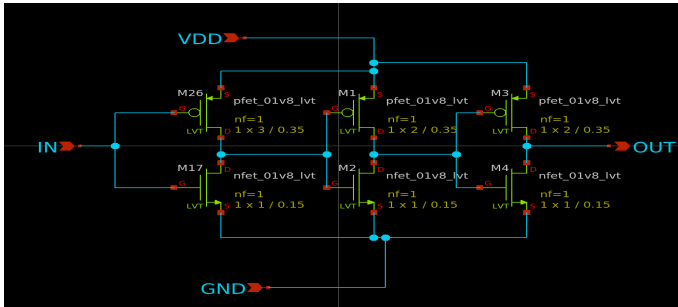 VDD
M26
S
pfet_01v8_lvt
G
nf=1
LVT
D
1 x 3 / 0.35
M1
S
pfet_01v8_lvt
G
nf=1
LVT
D
1 x 2 / 0.35
M3
S
pfet_01v8_lvt
G
nf=1
LVT
D
1 x 2 / 0.35
IN
OUT
M17
D
nfet_01v8_lvt
G
nf=1
LVT
S
1 x 1 / 0.15
M2
D
nfet_01v8_lvt
G
nf=1
LVT
S
1 x 1 / 0.15
M4
D
nfet_01v8_lvt
G
nf=1
LVT
S
1 x 1 / 0.15
GND